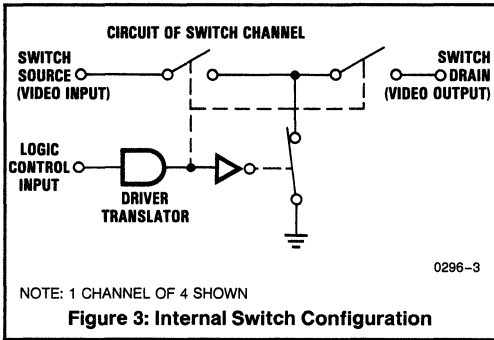 CIRCUIT OF SWITCH CHANNEL
SWITCH
SOURCE
(VIDEO INPUT)
SWITCH
DRAIN
(VIDEO OUTPUT)
LOGIC
CONTROL
INPUT
DRIVER
TRANSLATOR
0296–3
NOTE: 1 CHANNEL OF 4 SHOWN
Figure 3: Internal Switch Configuration